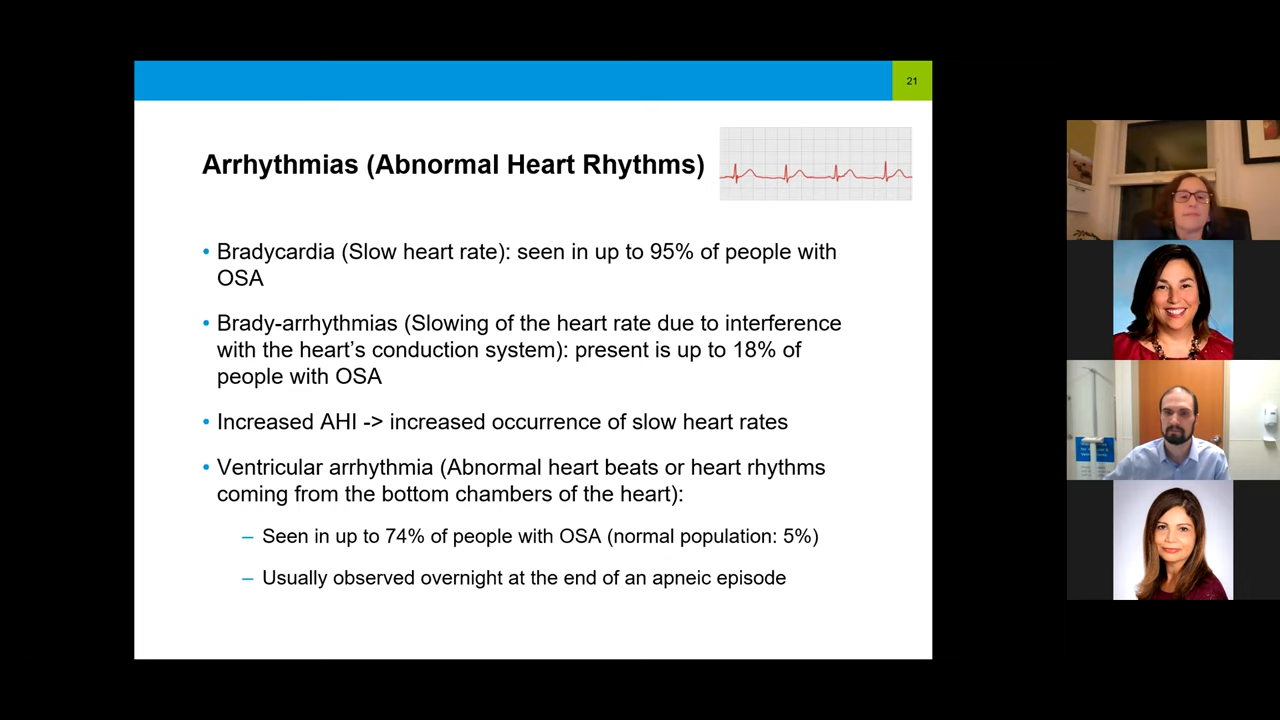 21
Arrhythmias (Abnormal Heart Rhythms)
• Bradycardia (Slow heart rate): seen in up to 95% of people with
OSA
• Brady-arrhythmias (Slowing of the heart rate due to interference
with the heart’s conduction system): present is up to 18% of
people with OSA
• Increased AHI -> increased occurrence of slow heart rates
• Ventricular arrhythmia (Abnormal heart beats or heart rhythms
coming from the bottom chambers of the heart):
– Seen in up to 74% of people with OSA (normal population: 5%)
– Usually observed overnight at the end of an apneic episode